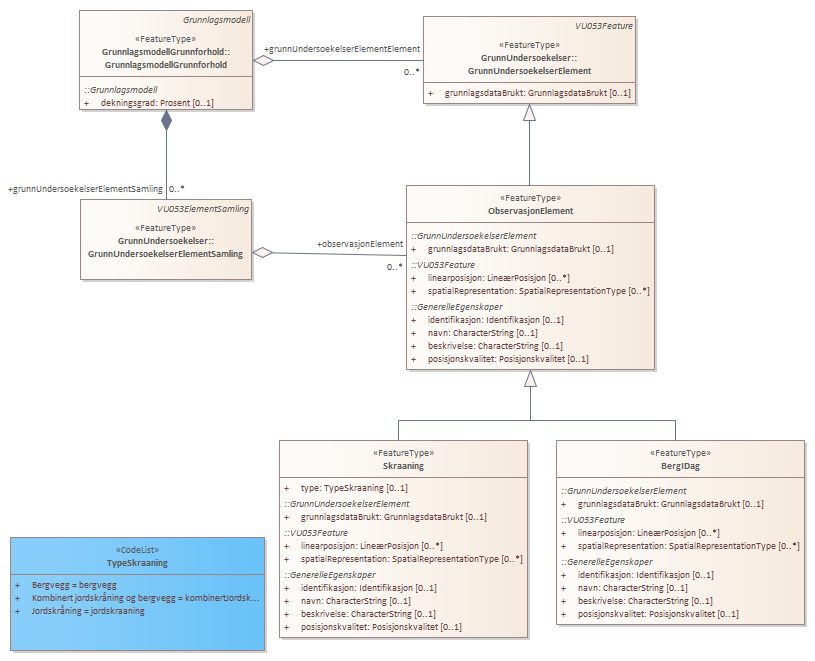 Grunnlagsmodell
«FeatureType»
GrunnlagsmodellGrunnforhold::
GrunnlagsmodellGrunnforhold
::Grunnlagsmodell
+ dekningsgrad: Prosent [0..1]
+grunnUndersoekelserElementElement
0..*
VU053Feature
«FeatureType»
GrunnUndersoekelser::
GrunnUndersoekelserElement
+ grunnlagsdataBrukt: GrunnlagsdataBrukt [0..1]
+grunnUndersoekelserElementSamling 0..*
VU053ElementSamling
«FeatureType»
GrunnUndersoekelser::
GrunnUndersoekelserElementSamling
+observasjonElement
0..*
«FeatureType»
ObservasjonElement
::GrunnUndersoekelserElement
+ grunnlagsdataBrukt: GrunnlagsdataBrukt [0..1]
::VU053Feature
+ linearposisjon: LineærPosisjon [0..*]
+ spatialRepresentation: SpatialRepresentationType [0..*]
::GenerelleEgenskaper
+ identifikasjon: Identifikasjon [0..1]
+ navn: CharacterString [0..1]
+ beskrivelse: CharacterString [0..1]
+ posisjonskvalitet: Posisjonskvalitet [0..1]
«FeatureType»
Skraaning
+ type: TypeSkraaning [0..1]
::GrunnUndersoekelserElement
+ grunnlagsdataBrukt: GrunnlagsdataBrukt [0..1]
::VU053Feature
+ linearposisjon: LineærPosisjon [0..*]
+ spatialRepresentation: SpatialRepresentationType [0..*]
::GenerelleEgenskaper
+ identifikasjon: Identifikasjon [0..1]
+ navn: CharacterString [0..1]
+ beskrivelse: CharacterString [0..1]
+ posisjonskvalitet: Posisjonskvalitet [0..1]
«FeatureType»
BergIDag
::GrunnUndersoekelserElement
+ grunnlagsdataBrukt: GrunnlagsdataBrukt [0..1]
::VU053Feature
+ linearposisjon: LineærPosisjon [0..*]
+ spatialRepresentation: SpatialRepresentationType [0..*]
::GenerelleEgenskaper
+ identifikasjon: Identifikasjon [0..1]
+ navn: CharacterString [0..1]
+ beskrivelse: CharacterString [0..1]
+ posisjonskvalitet: Posisjonskvalitet [0..1]
«CodeList»
TypeSkraaning
+ Bergvegg = bergvegg
+ Kombinert jordskråning og bergvegg = kombinertJordsk...
+ Jordskråning = jordskraaning